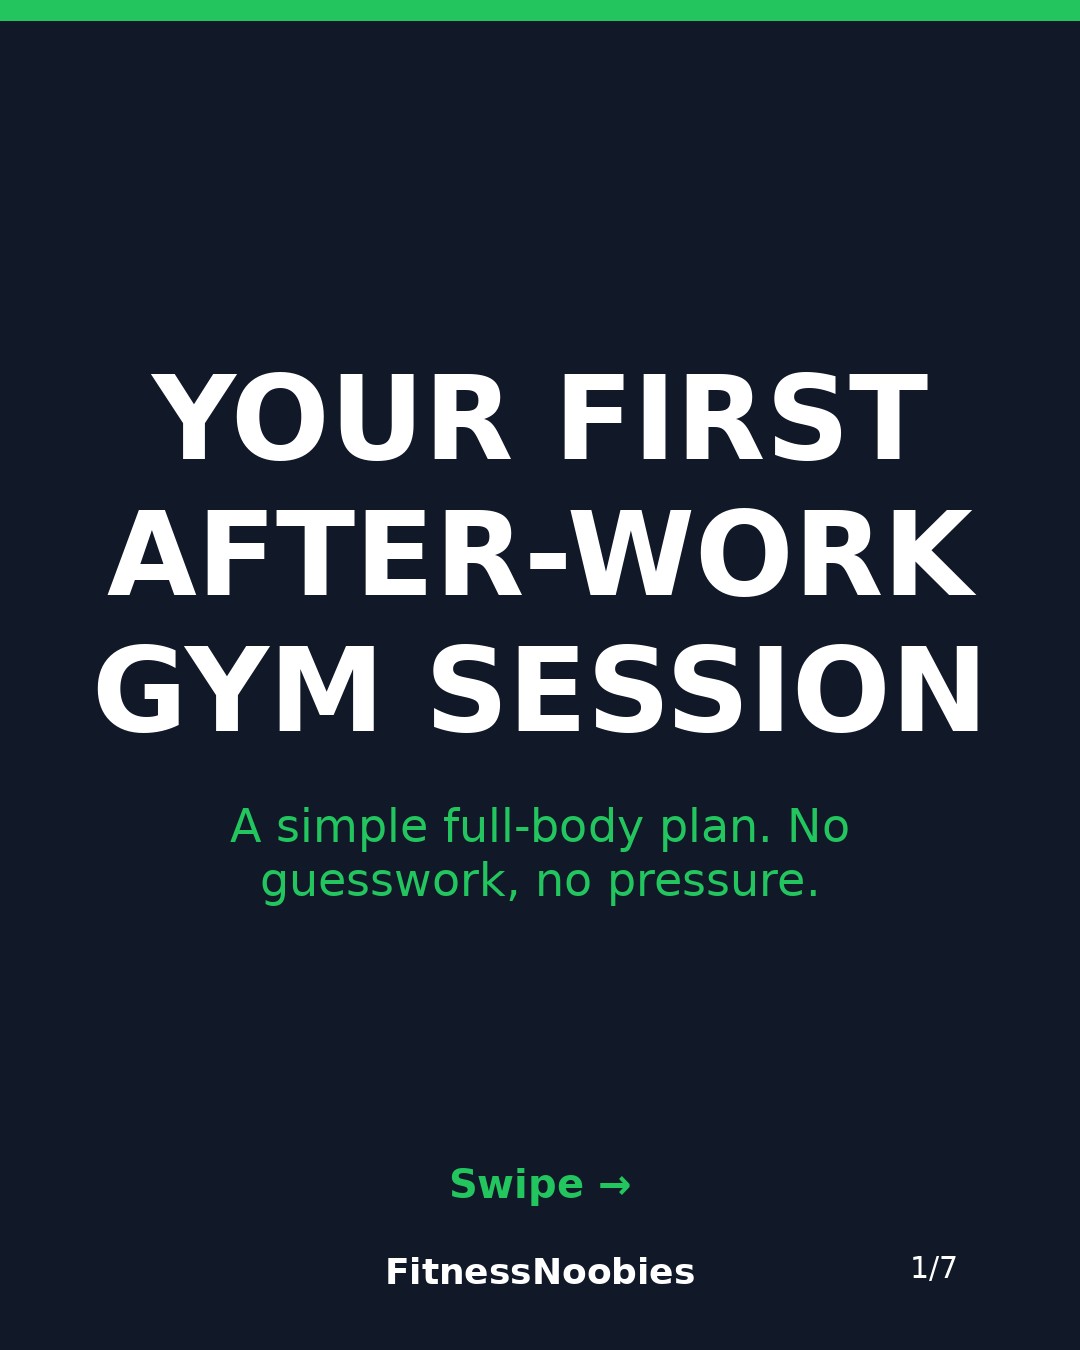 YOUR FIRST
AFTER-WORK
GYM SESSION
A simple full-body plan. No
guesswork, no pressure.
Swipe →
FitnessNoobies
1/7